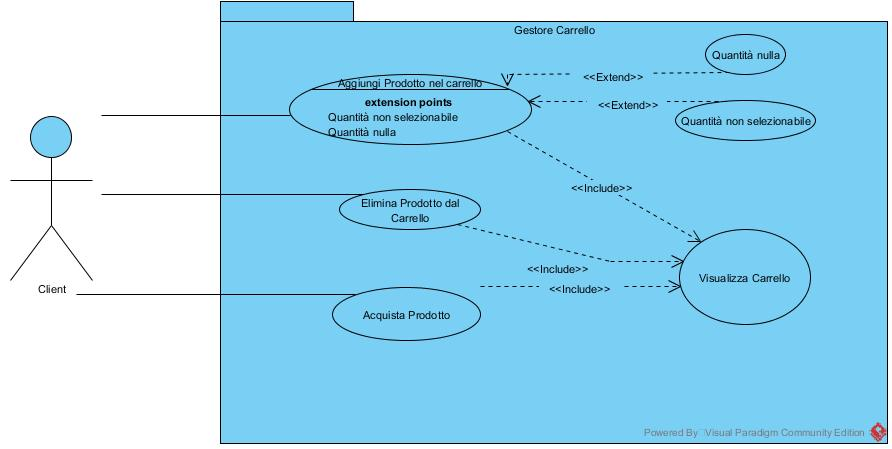 Gestore Carrello
Quantità nulla
Aggiungi Prodotto nel carrello
<<Extend>>
extension points
Quantità non selezionabile
Quantità nulla
<<Extend>>
Quantità non selezionabile
<<Include>>
Elimina Prodotto dal
Carrello
Client
<<Include>>
<<Include>>
Visualizza Carrello
Acquista Prodotto
Powered By Visual Paradigm Community Edition